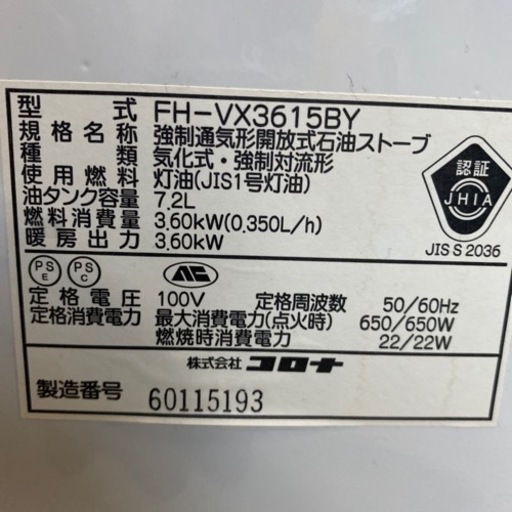 型式 FH-VX3615BY
規格名称 強制通気形開放式石油ストーブ
種類 気化式・強制対流形
使用燃料 灯油(JIS1号灯油)
油タンク容量 7.2L
燃料消費量 3.60kW(0.350L/h)
暖房出力 3.60kW
認証
JHIA
JIS S 2036
PS E PS C
定格電圧 100V 定格周波数 50/60Hz
定格消費電力 最大消費電力(点火時) 650/650W
燃焼時消費電力 22/22W
株式会社 コロナ
製造番号 60115193